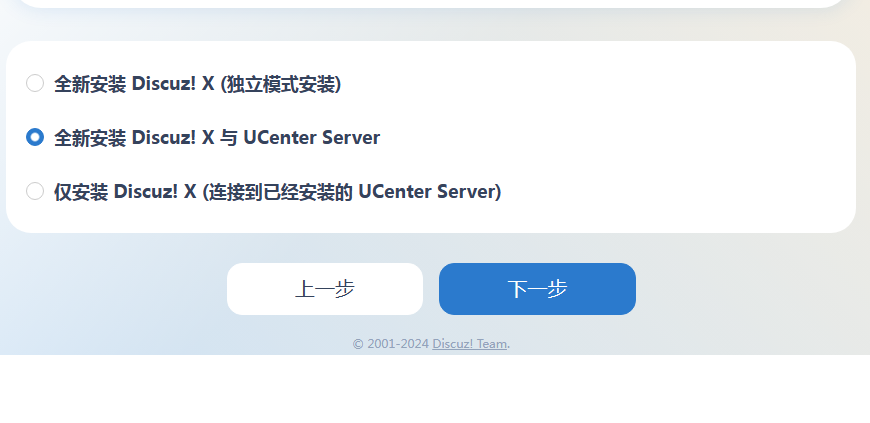 全新安装 Discuz! X (独立模式安装)
全新安装 Discuz! X 与 UCenter Server
仅安装 Discuz! X (连接到已经安装的 UCenter Server)
上一步 下一步
© 2001-2024 Discuz! Team.